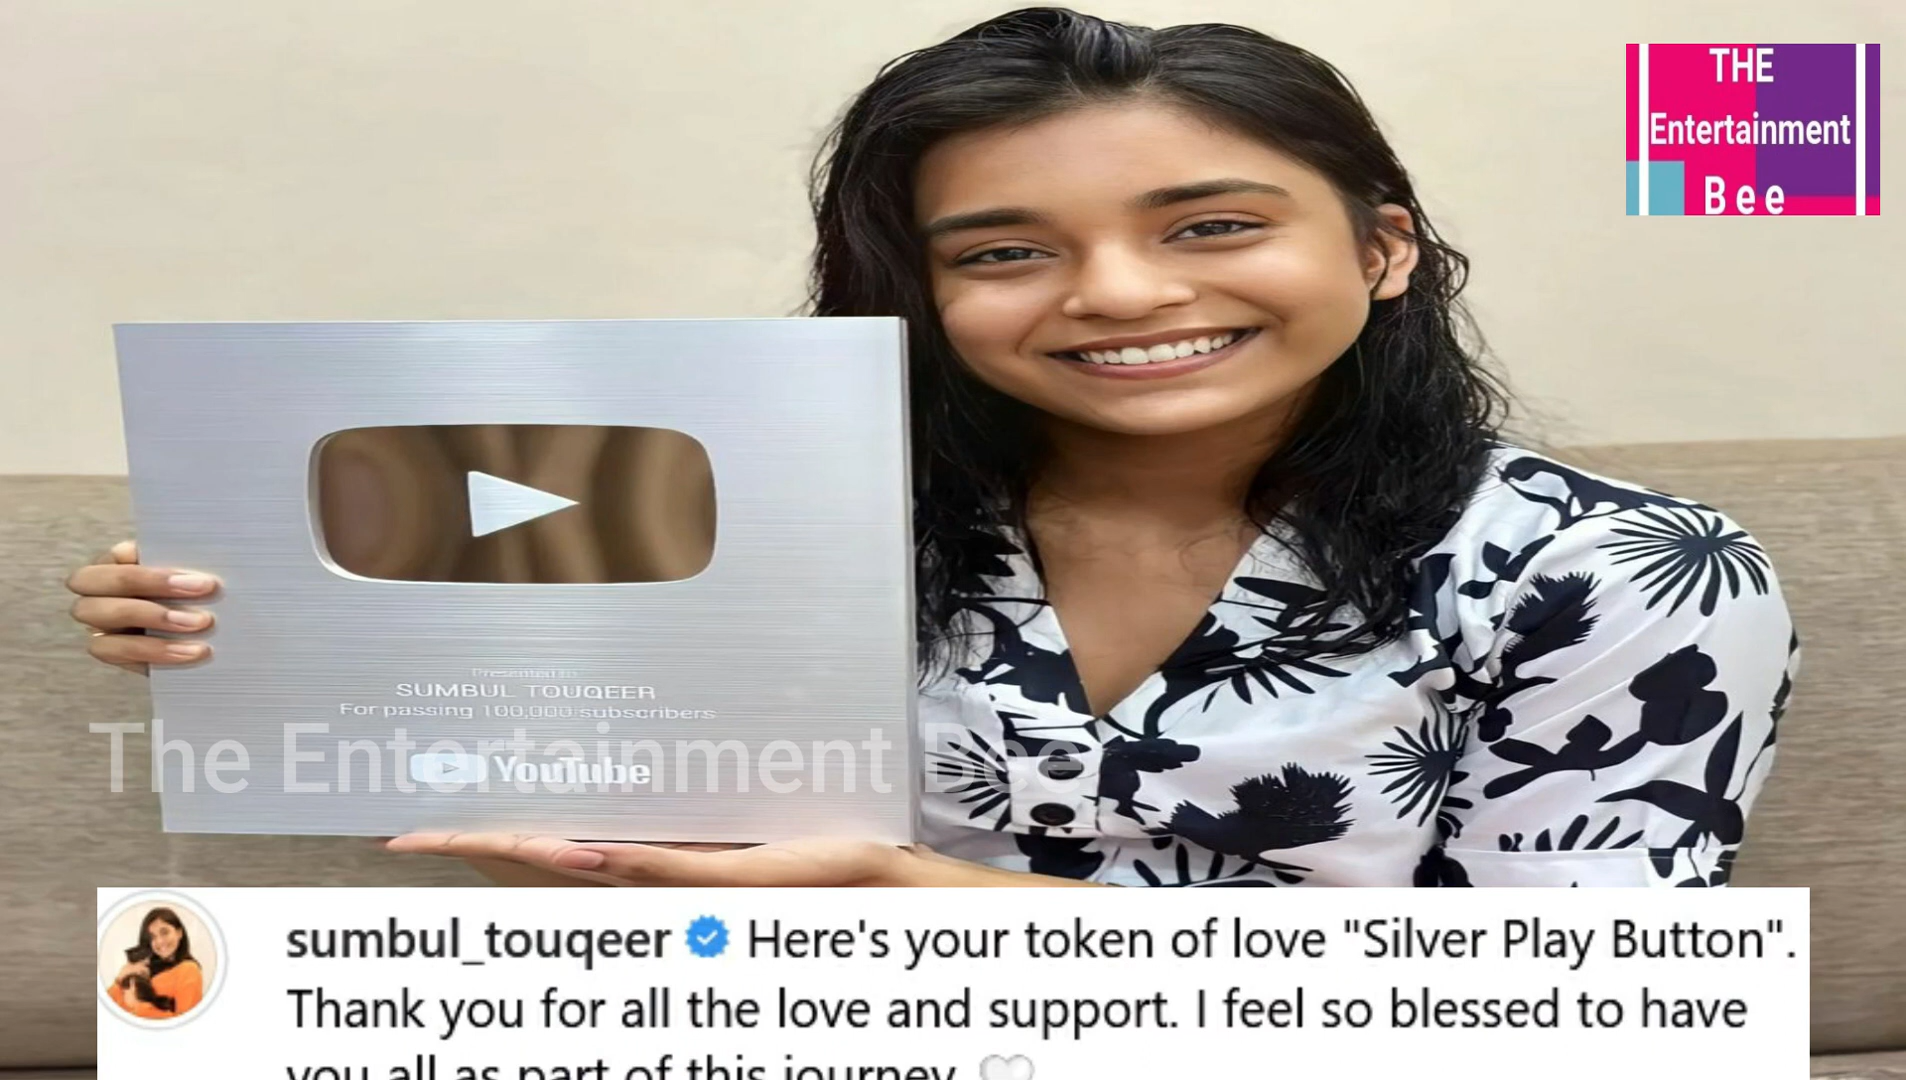 THE
Entertainment
Bee
Presented to
SUMBUL TOUQEER
For passing 100,000 subscribers
YouTube
The Entertainment Bee
sumbul_touqeer Here's your token of love "Silver Play Button".
Thank you for all the love and support. I feel so blessed to have
you all as part of this journey.